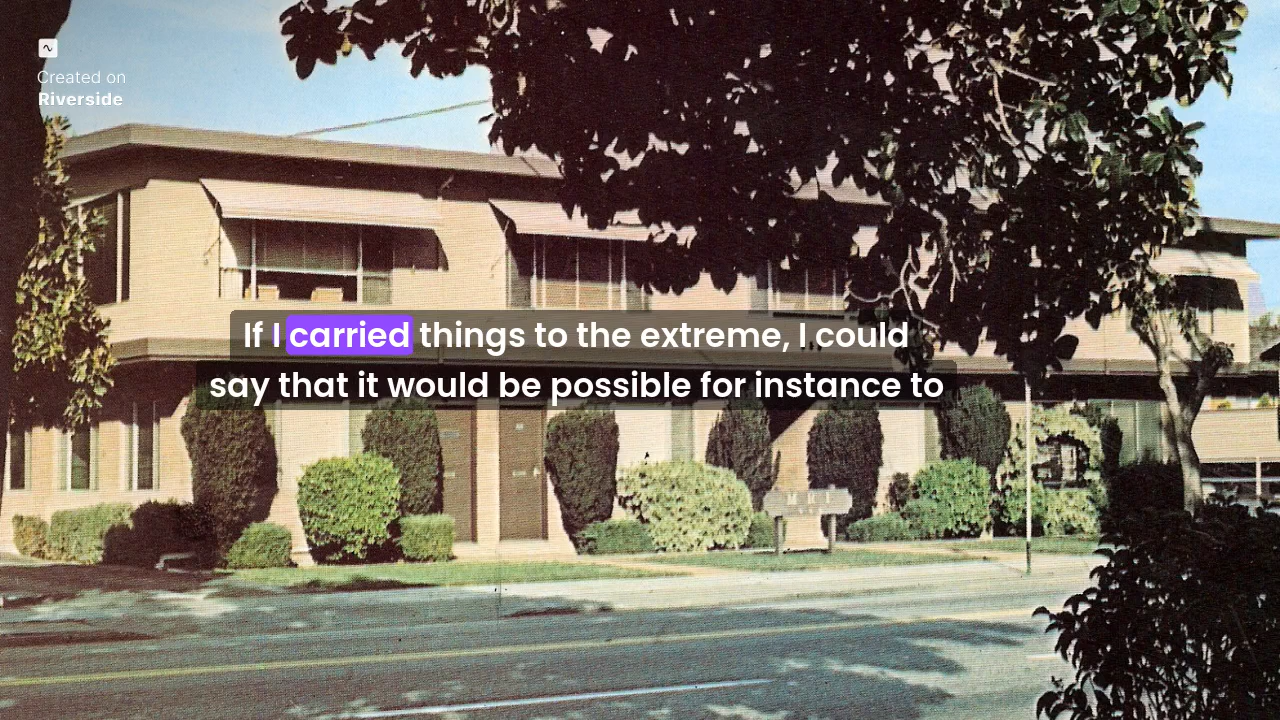 Created on
Riverside
If I carried things to the extreme, I could
say that it would be possible for instance to